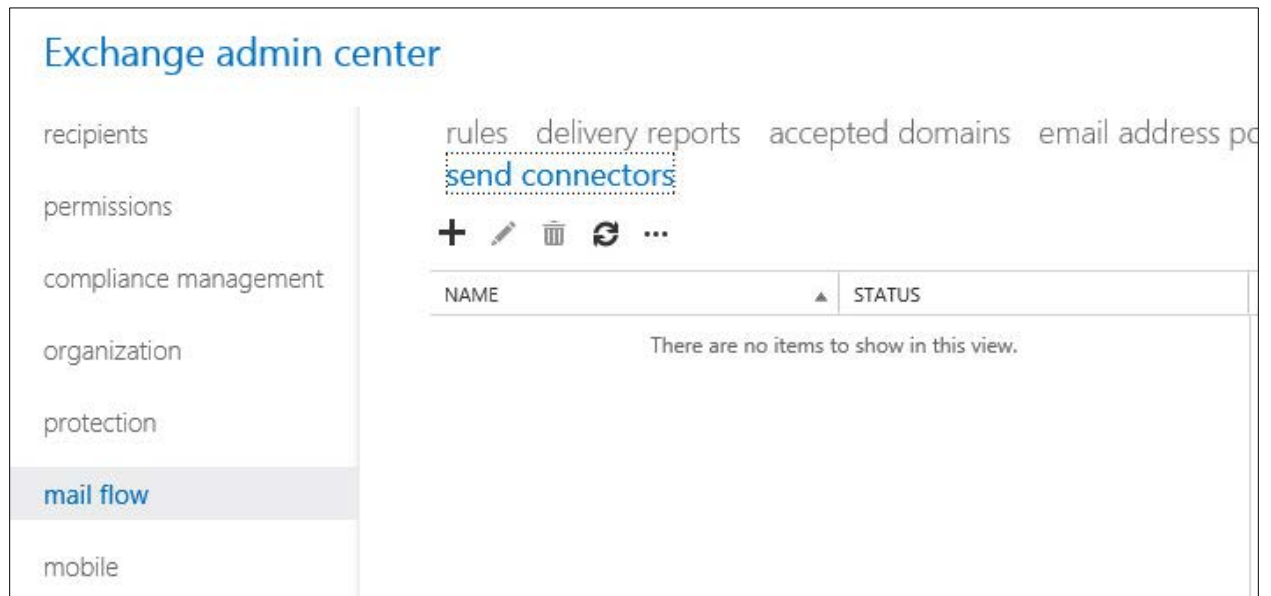 Exchange admin center
recipients
permissions
compliance management
organization
protection
mail flow
mobile
rules delivery reports accepted domains email address po
send connectors
NAME STATUS
There are no items to show in this view.